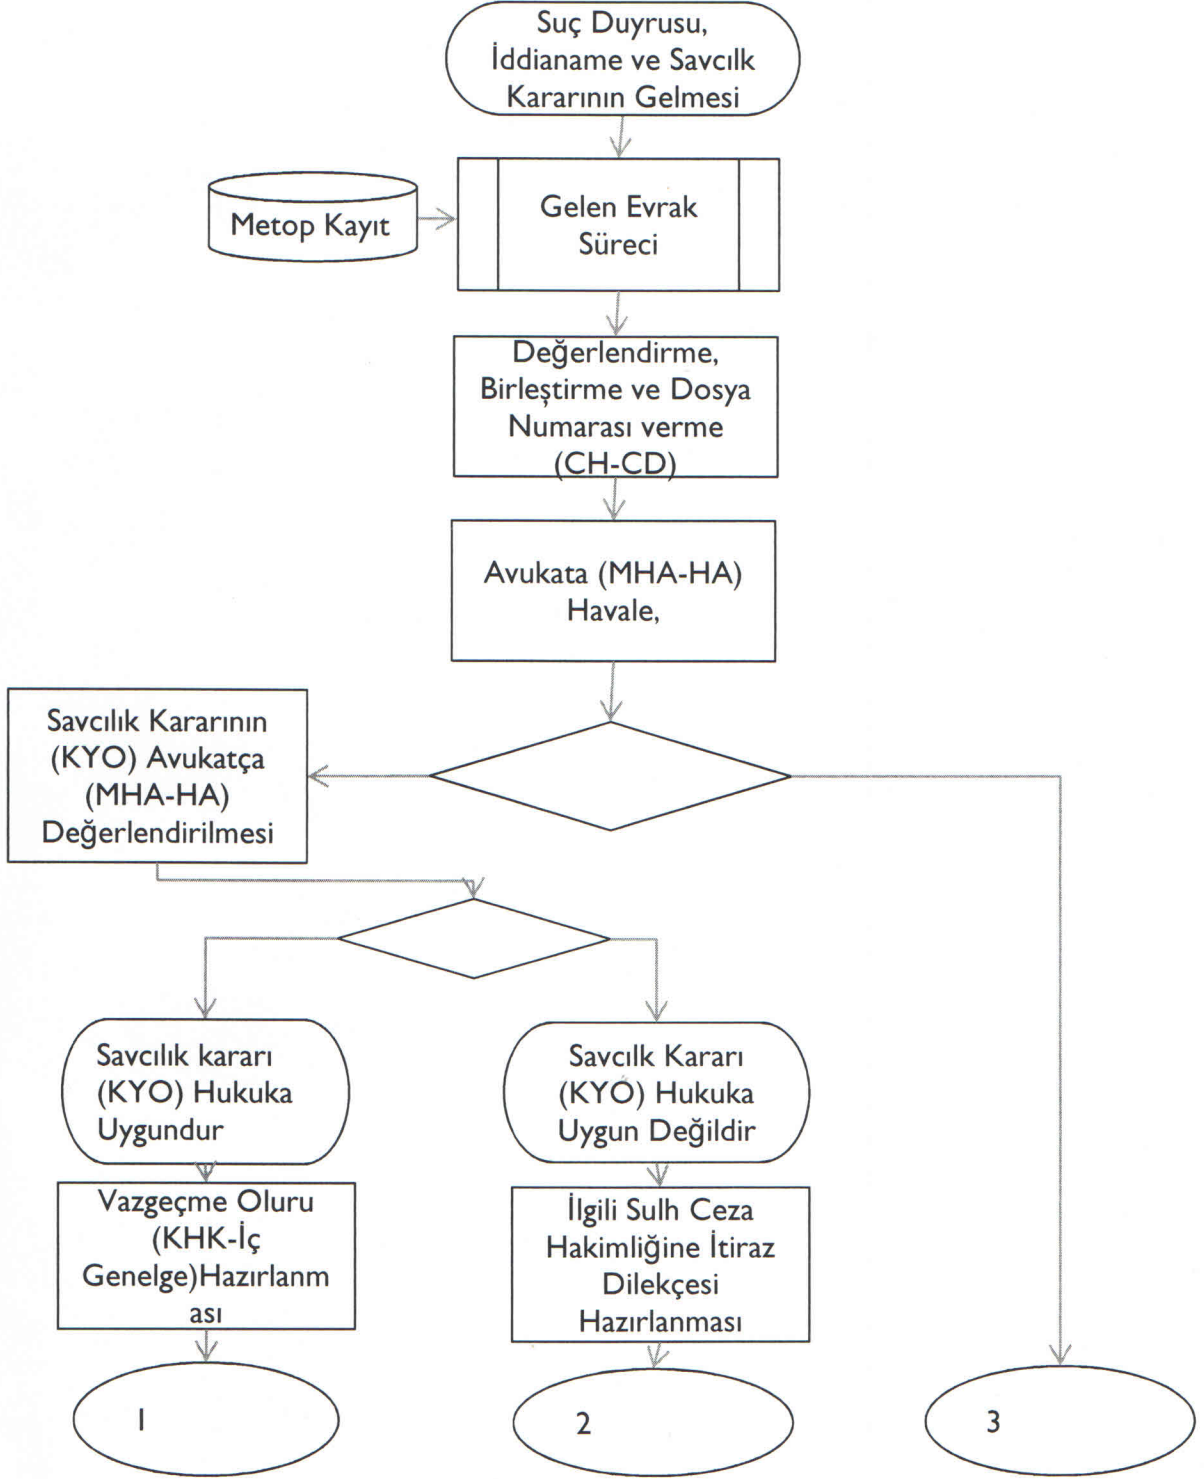 Suç Duyrusu,
İddianame ve Savcılk
Kararının Gelmesi
Metop Kayıt
Gelen Evrak
Süreci
Değerlendirme,
Birleştirme ve Dosya
Numarası verme
(CH-CD)
Avukata (MHA-HA)
Havale,
Savcılık Kararının
(KYO) Avukatça
(MHA-HA)
Değerlendirilmesi
Savcılık kararı
(KYO) Hukuka
Uygundur
Savcılk Kararı
(KYO) Hukuka
Uygun Değildir
Vazgeçme Oluru
(KHK-İç
Genelge)Hazırlanm
ası
İlgili Sulh Ceza
Hakimliğine İtiraz
Dilekçesi
Hazırlanması
1
2
3